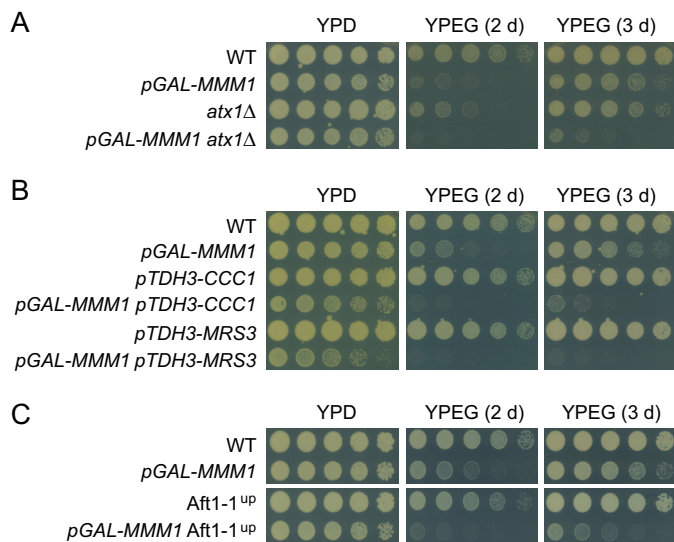 A
YPD YPEG (2 d) YPEG (3 d)
WT
pGAL-MMM1
atx1Δ
pGAL-MMM1 atx1Δ
B
YPD YPEG (2 d) YPEG (3 d)
WT
pGAL-MMM1
pTDH3-CCC1
pGAL-MMM1 pTDH3-CCC1
pTDH3-MRS3
pGAL-MMM1 pTDH3-MRS3
C
YPD YPEG (2 d) YPEG (3 d)
WT
pGAL-MMM1
Aft1-1ᵘᵖ
pGAL-MMM1 Aft1-1ᵘᵖ